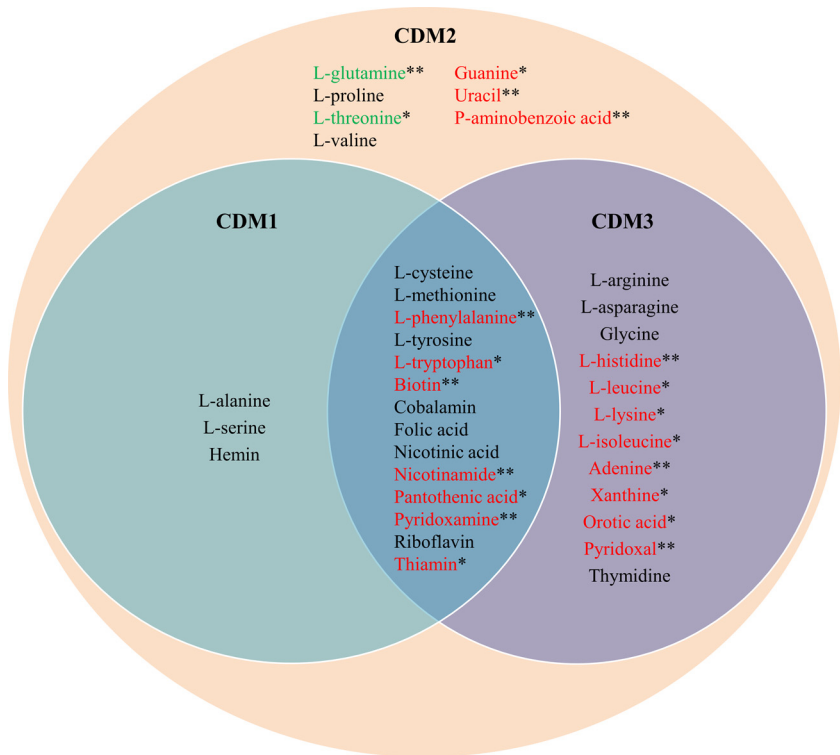 CDM2
L-glutamine**
L-proline
L-threonine*
L-valine
Guanine*
Uracil**
P-aminobenzoic acid**
CDM1
L-alanine
L-serine
Hemin
L-cysteine
L-methionine
L-phenylalanine**
L-tyrosine
L-tryptophan*
Biotin**
Cobalamin
Folic acid
Nicotinic acid
Nicotinamide**
Pantothenic acid*
Pyridoxamine**
Riboflavin
Thiamin*
CDM3
L-arginine
L-asparagine
Glycine
L-histidine**
L-leucine*
L-lysine*
L-isoleucine*
Adenine**
Xanthine*
Orotic acid*
Pyridoxal**
Thymidine